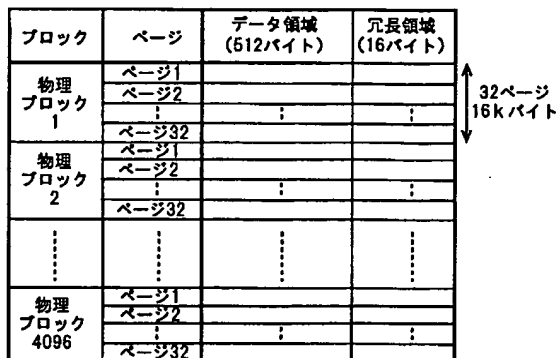 ブロック ページ データ領域 冗長領域
(512バイト) (16バイト)
物理
ブロック
1
ページ1
ページ2
ページ32
32ページ
16kバイト
物理
ブロック
2
ページ1
ページ2
ページ32
物理
ブロック
4096
ページ1
ページ2
ページ32